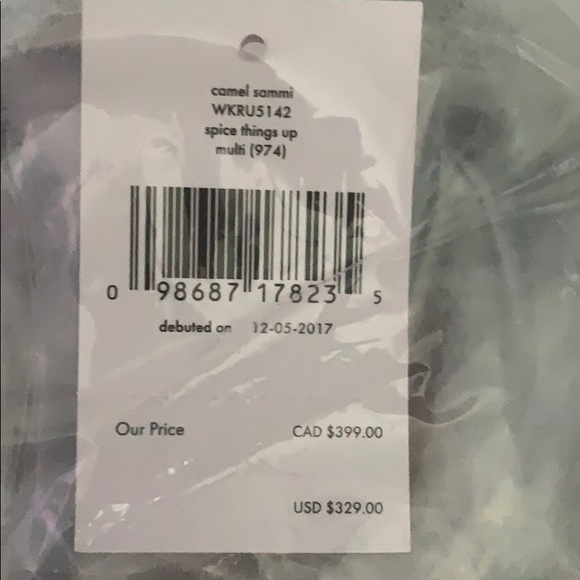 camel sammi
WKRU5142
spice things up
multi (974)
0 98687 17823 5
debuted on 12-05-2017
Our Price CAD $399.00
USD $329.00